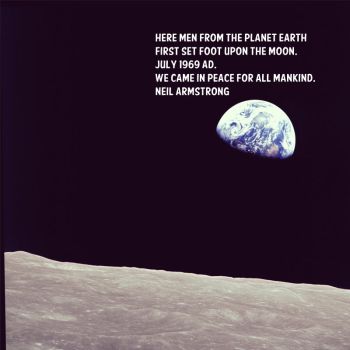 HERE MEN FROM THE PLANET EARTH
FIRST SET FOOT UPON THE MOON.
JULY 1969 AD.
WE CAME IN PEACE FOR ALL MANKIND.
NEIL ARMSTRONG